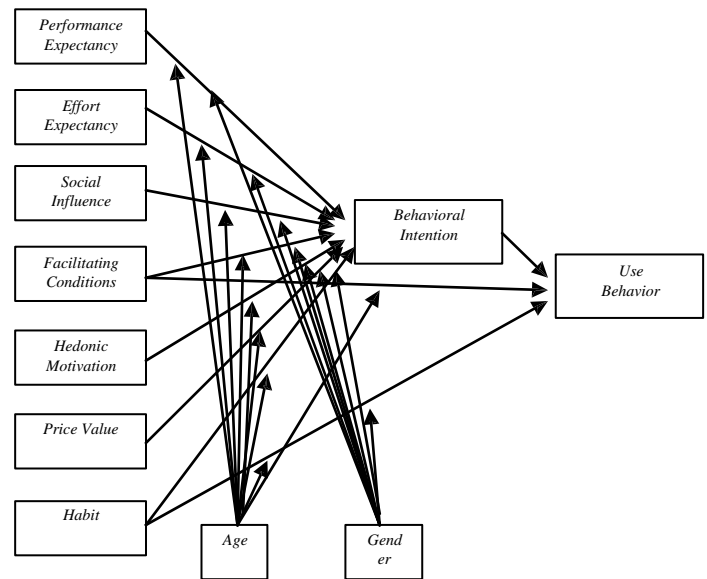 Performance
Expectancy
Effort
Expectancy
Social
Influence
Behavioral
Intention
Facilitating
Conditions
Use
Behavior
Hedonic
Motivation
Price Value
Habit
Age
Gend
er